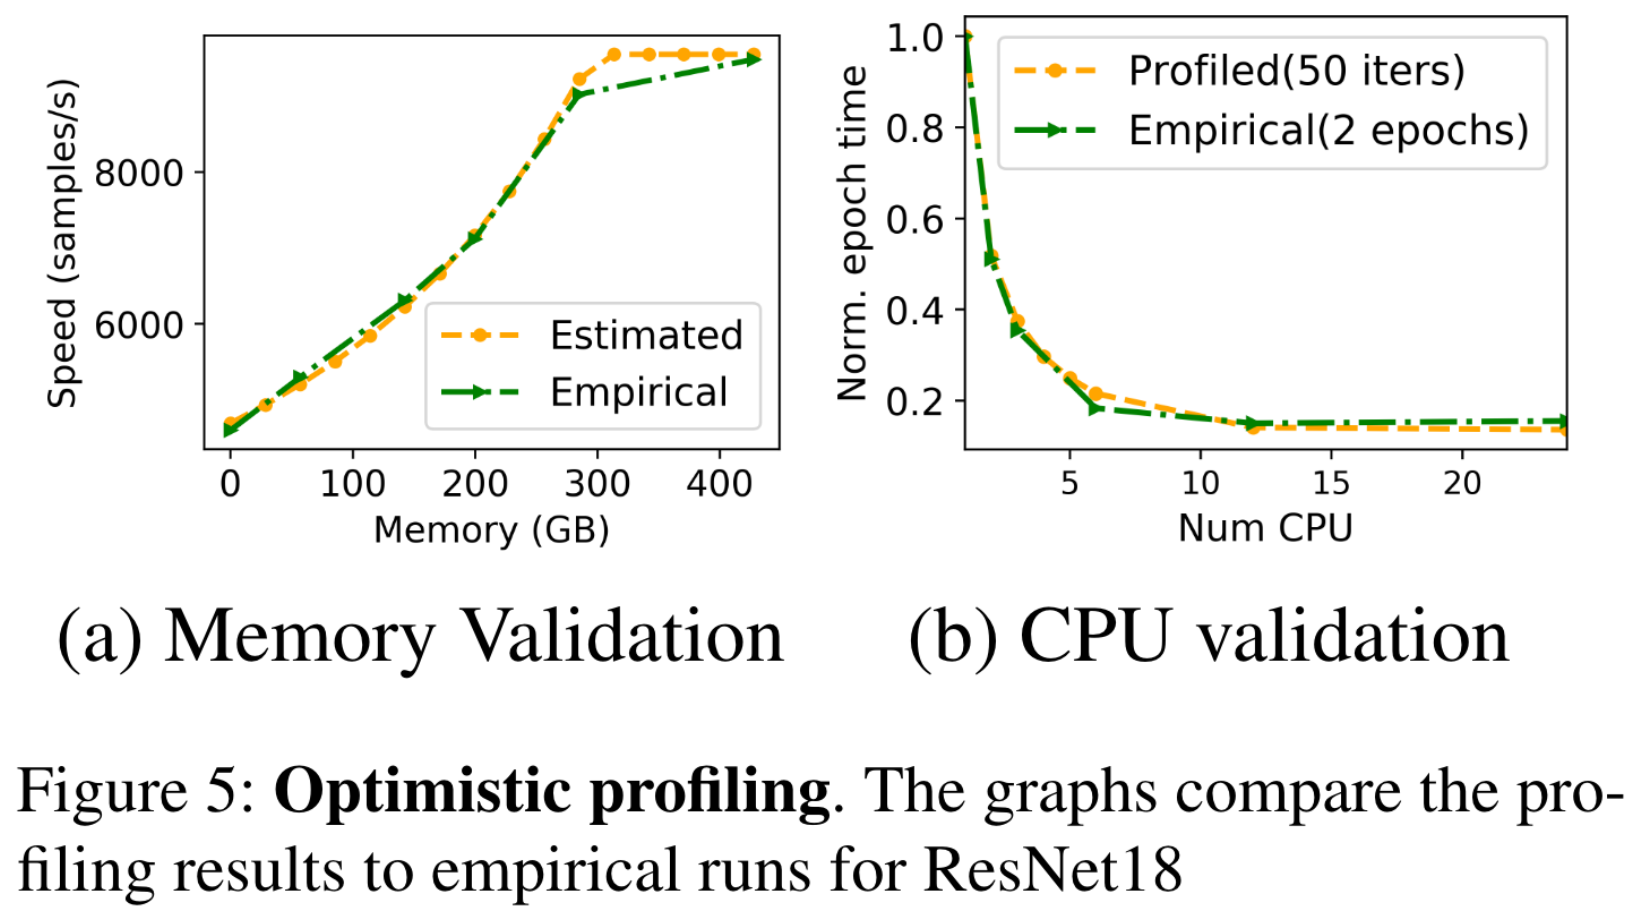 Speed (samples/s)
8000
6000
Estimated
Empirical
0 100 200 300 400
Memory (GB)
(a) Memory Validation
Norm. epoch time
1.0
0.8
0.6
0.4
0.2
Profiled(50 iters)
Empirical(2 epochs)
5 10 15 20
Num CPU
(b) CPU validation
Figure 5: Optimistic profiling. The graphs compare the pro-
filing results to empirical runs for ResNet18